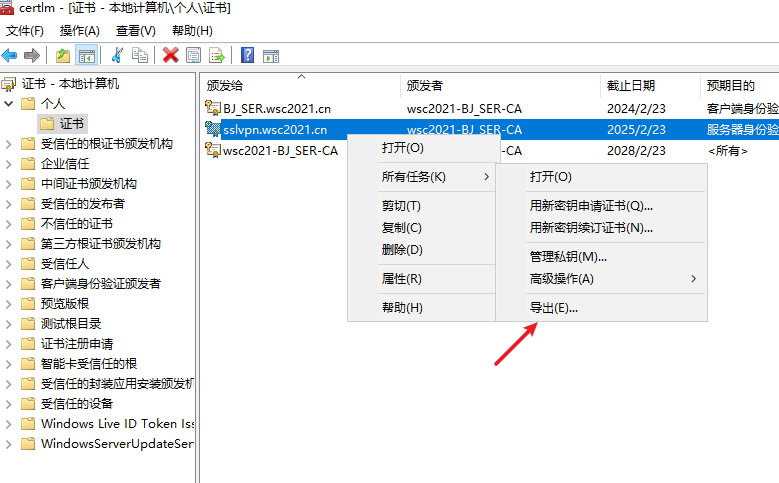 certlm - [证书 - 本地计算机\个人\证书]
文件(F) 操作(A) 查看(V) 帮助(H)
证书 - 本地计算机
个人
证书
受信任的根证书颁发机构
企业信任
中间证书颁发机构
受信任的发布者
不信任的证书
第三方根证书颁发机构
受信任人
客户端身份验证颁发者
预览版根
测试根目录
证书注册申请
智能卡受信任的根
受信任的封装应用安装颁发机
受信任的设备
Windows Live ID Token Iss
WindowsServerUpdateSer
颁发给 颁发者 截止日期 预期目的
BJ_SER.wsc2021.cn wsc2021-BJ_SER-CA 2024/2/23 客户端身份验
sslvpn.wsc2021.cn wsc2021-BJ_SER-CA 2025/2/23 服务器身份验
wsc2021-BJ_SER-CA -CA 2028/2/23 <所有>
打开(O)
所有任务(K)
剪切(T)
复制(C)
删除(D)
属性(R)
帮助(H)
打开(O)
用新密钥申请证书(Q)...
用新密钥续订证书(N)...
管理私钥(M)...
高级操作(A)
导出(E)...